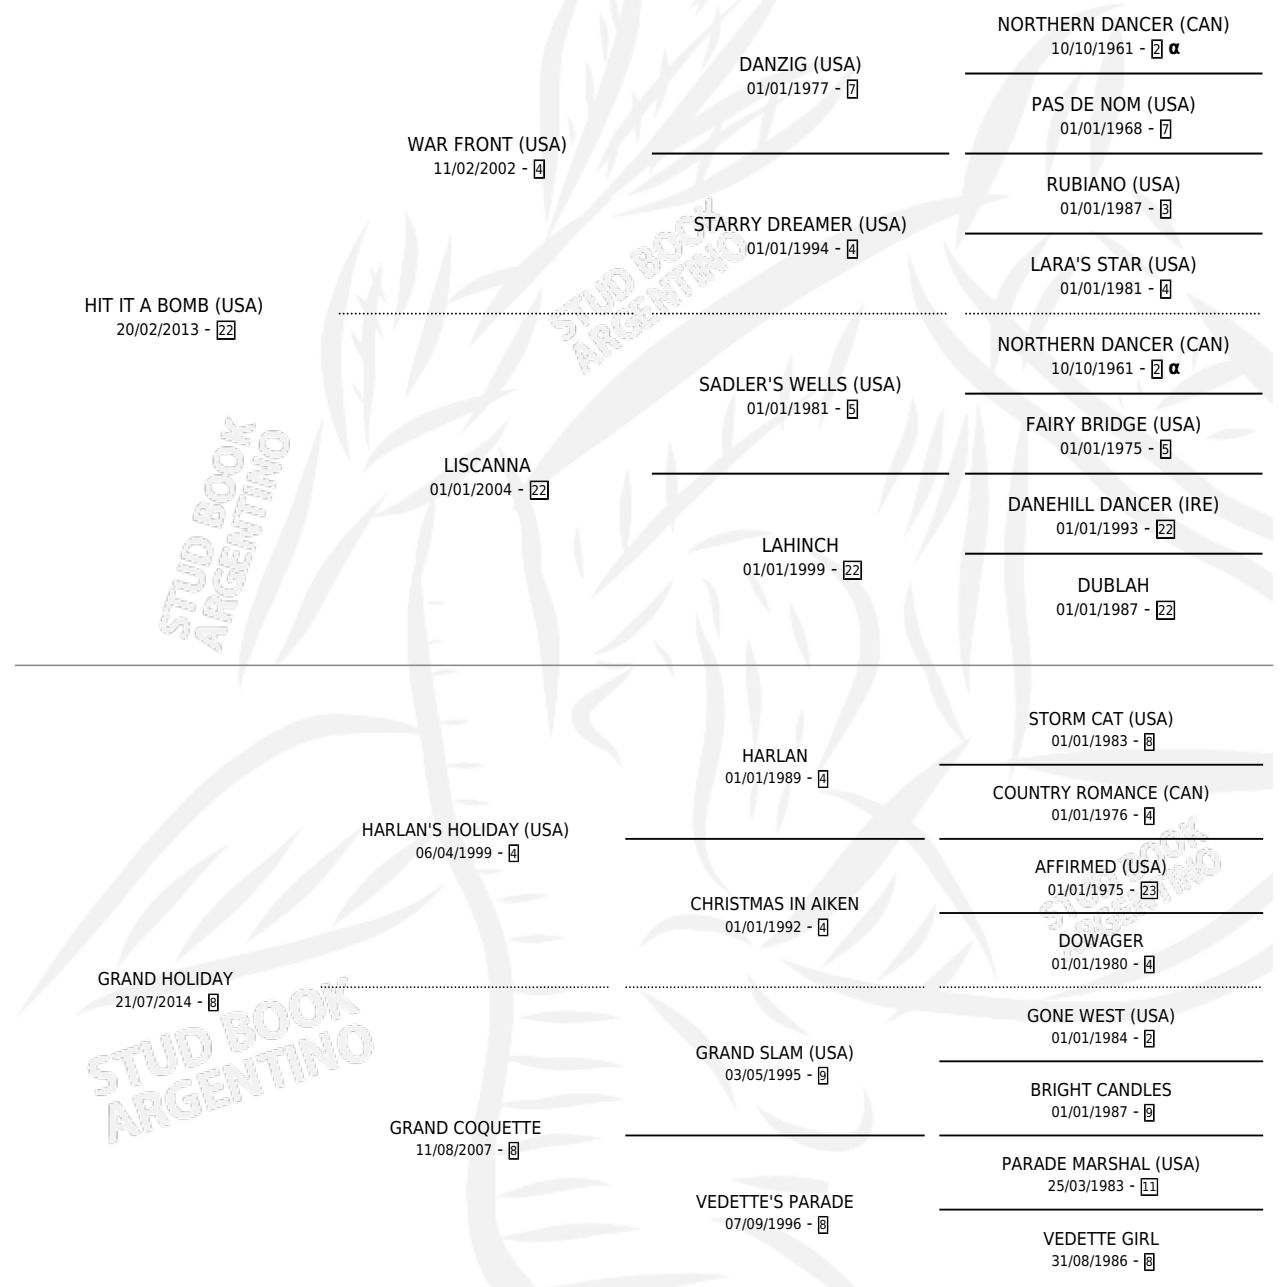 NORTHERN DANCER (CAN)
10/10/1961 - 2 α
DANZIG (USA)
01/01/1977 - 7
PAS DE NOM (USA)
01/01/1968 - 7
WAR FRONT (USA)
11/02/2002 - 4
RUBIANO (USA)
01/01/1987 - 3
STARRY DREAMER (USA)
01/01/1994 - 4
LARA'S STAR (USA)
01/01/1981 - 4
HIT IT A BOMB (USA)
20/02/2013 - 22
NORTHERN DANCER (CAN)
10/10/1961 - 2 α
SADLER'S WELLS (USA)
01/01/1981 - 5
FAIRY BRIDGE (USA)
01/01/1975 - 5
LISCANNA
01/01/2004 - 22
DANEHILL DANCER (IRE)
01/01/1993 - 22
LAHINCH
01/01/1999 - 22
DUBLAH
01/01/1987 - 22
STORM CAT (USA)
01/01/1983 - 8
HARLAN
01/01/1989 - 4
COUNTRY ROMANCE (CAN)
01/01/1976 - 4
HARLAN'S HOLIDAY (USA)
06/04/1999 - 4
AFFIRMED (USA)
01/01/1975 - 23
CHRISTMAS IN AIKEN
01/01/1992 - 4
DOWAGER
01/01/1980 - 4
GRAND HOLIDAY
21/07/2014 - 8
GONE WEST (USA)
01/01/1984 - 2
GRAND SLAM (USA)
03/05/1995 - 9
BRIGHT CANDLES
01/01/1987 - 9
GRAND COQUETTE
11/08/2007 - 8
PARADE MARSHAL (USA)
25/03/1983 - 11
VEDETTE'S PARADE
07/09/1996 - 8
VEDETTE GIRL
31/08/1986 - 8
STUD BOOK
ARGENTINO
STUD BOOK
ARGENTINO
STUD BOOK
ARGENTINO
STUD BOOK
ARGENTINO